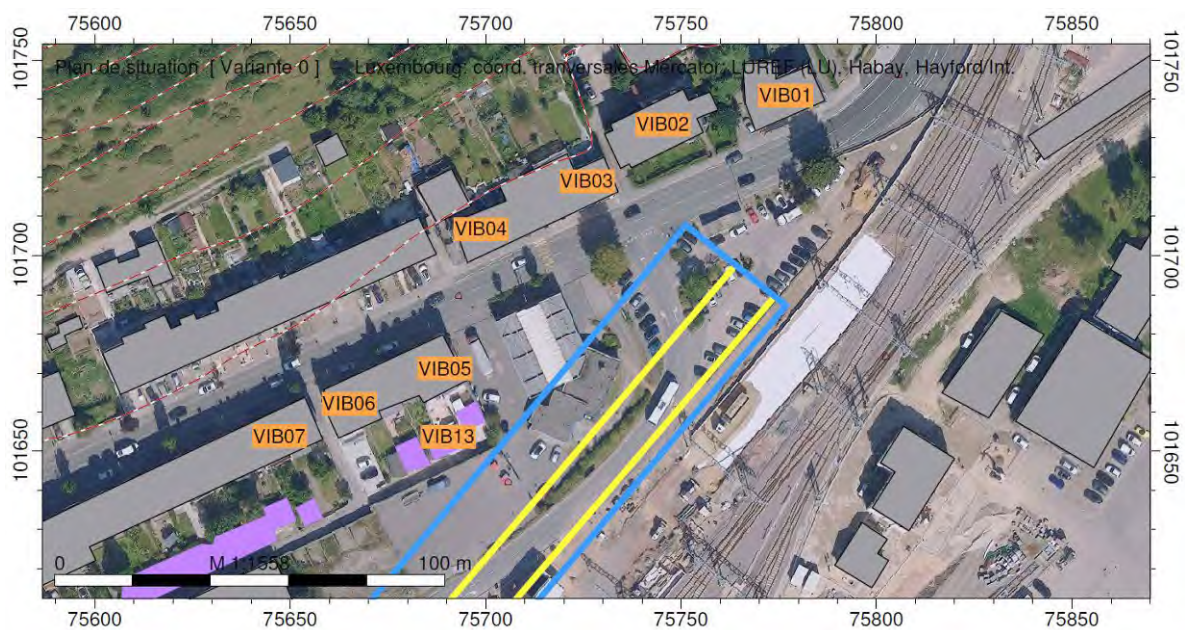 75600 75650 75700 75750 75800 75850
101750 101750
Plan de situation [ Variante 0 ] Luxembourg: coord. tranversales Mercator; LUREF (LU), Habay, Hayford Int.
VIB01
VIB02
VIB03
101700 VIB04 101700
VIB05
VIB06
VIB07 VIB13
101650 101650
0 M 1:1558 100 m
75600 75650 75700 75750 75800 75850